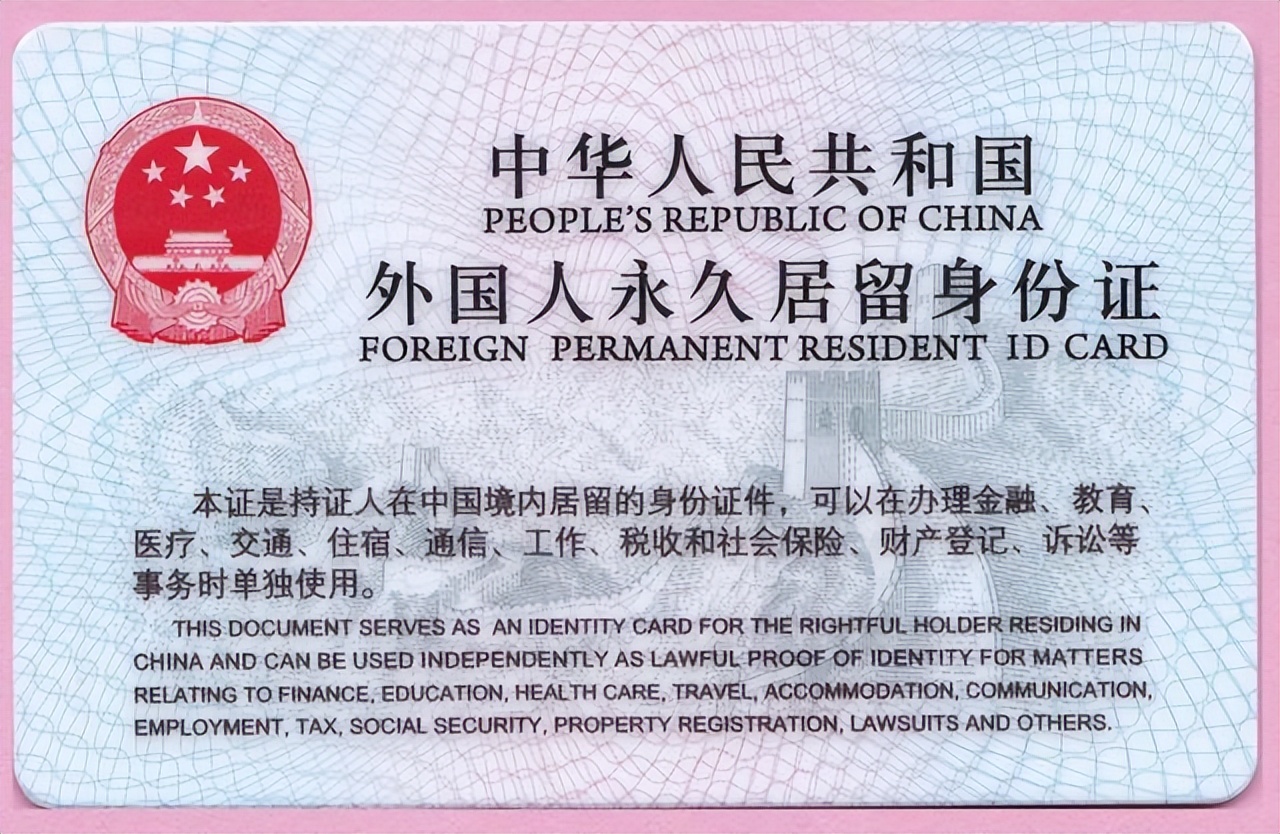 中华人民共和国
PEOPLE'S REPUBLIC OF CHINA
外国人永久居留身份证
FOREIGN PERMANENT RESIDENT ID CARD
本证是持证人在中国境内居留的身份证件，可以在办理金融、教育、
医疗、交通、住宿、通信、工作、税收和社会保险、财产登记、诉讼等
事务时单独使用。
THIS DOCUMENT SERVES AS AN IDENTITY CARD FOR THE RIGHTFUL HOLDER RESIDING IN
CHINA AND CAN BE USED INDEPENDENTLY AS LAWFUL PROOF OF IDENTITY FOR MATTERS
RELATING TO FINANCE, EDUCATION, HEALTH CARE, TRAVEL, ACCOMMODATION, COMMUNICATION,
EMPLOYMENT, TAX, SOCIAL SECURITY, PROPERTY REGISTRATION, LAWSUITS AND OTHERS.